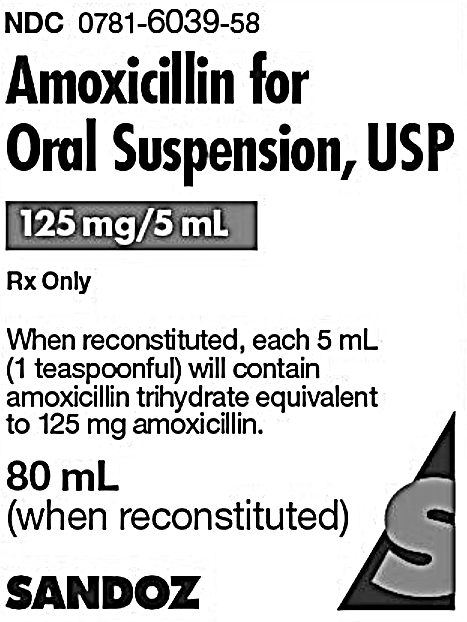 NDC 0781-6039-58
Amoxicillin for
Oral Suspension, USP
125 mg/5 mL
Rx Only
When reconstituted, each 5 mL
(1 teaspoonful) will contain
amoxicillin trihydrate equivalent
to 125 mg amoxicillin.
80 mL
(when reconstituted)
S
SANDOZ